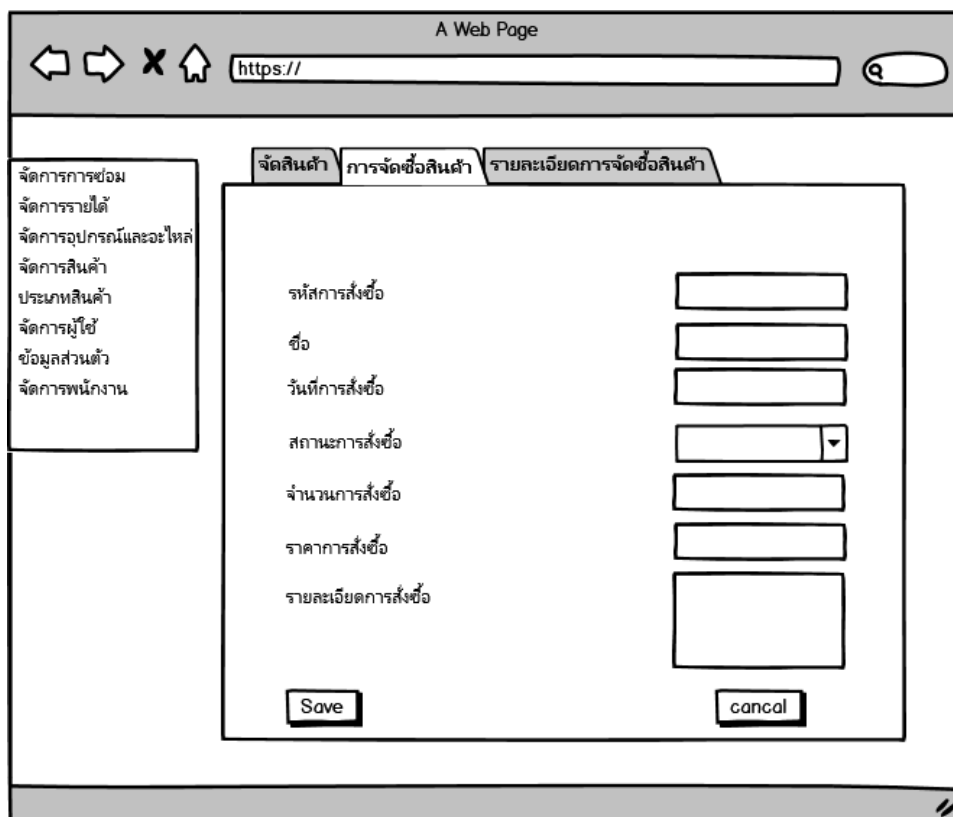 A Web Page
https://
จัดการการซ่อม
จัดการรายได้
จัดการอุปกรณ์และอะไหล่
จัดการสินค้า
ประเภทสินค้า
จัดการผู้ใช้
ข้อมูลส่วนตัว
จัดการพนักงาน
จัดสินค้า
การจัดซื้อสินค้า
รายละเอียดการจัดซื้อสินค้า
รหัสการสั่งซื้อ
ชื่อ
วันที่การสั่งซื้อ
สถานะการสั่งซื้อ
จำนวนการสั่งซื้อ
ราคาการสั่งซื้อ
รายละเอียดการสั่งซื้อ
Save
cancal